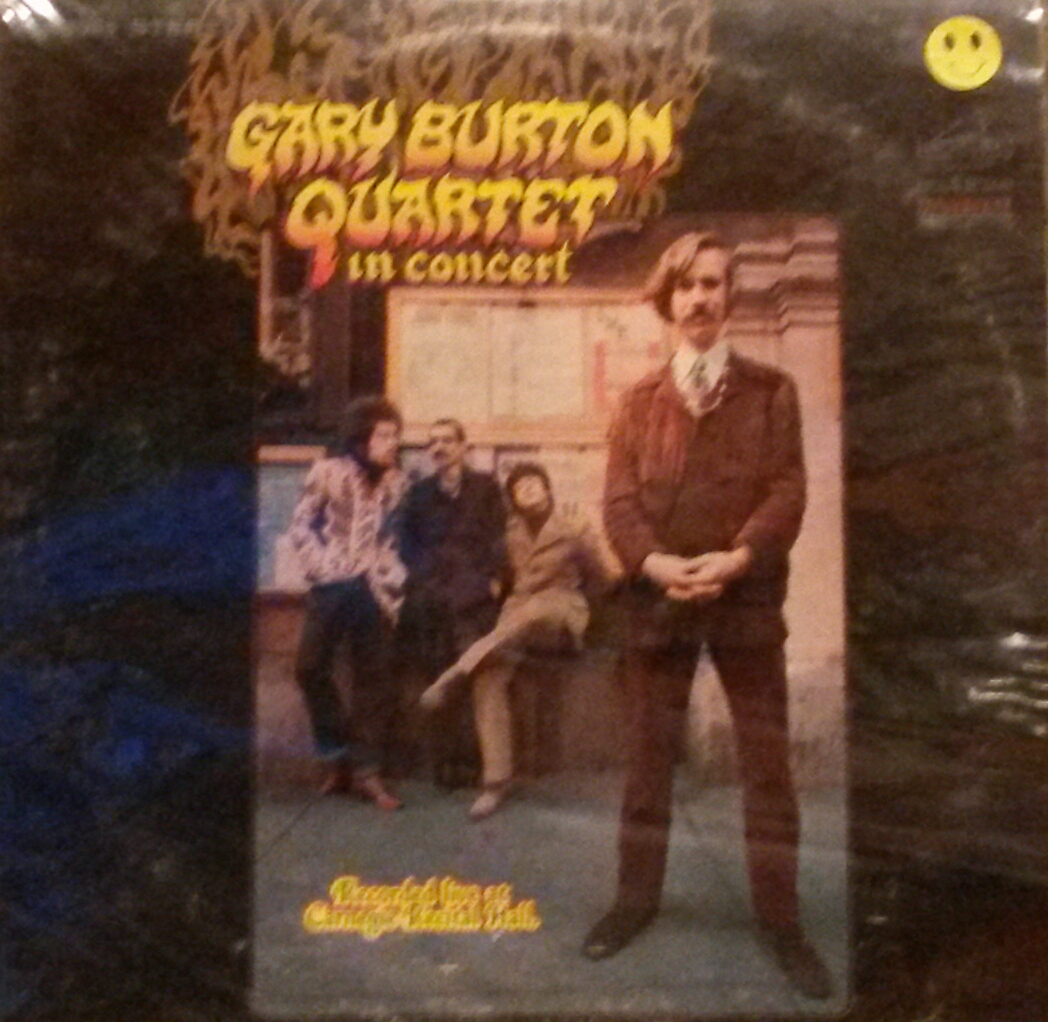 GARY BURTON
QUARTET
in concert
Recorded live at
Carnegie Recital Hall.